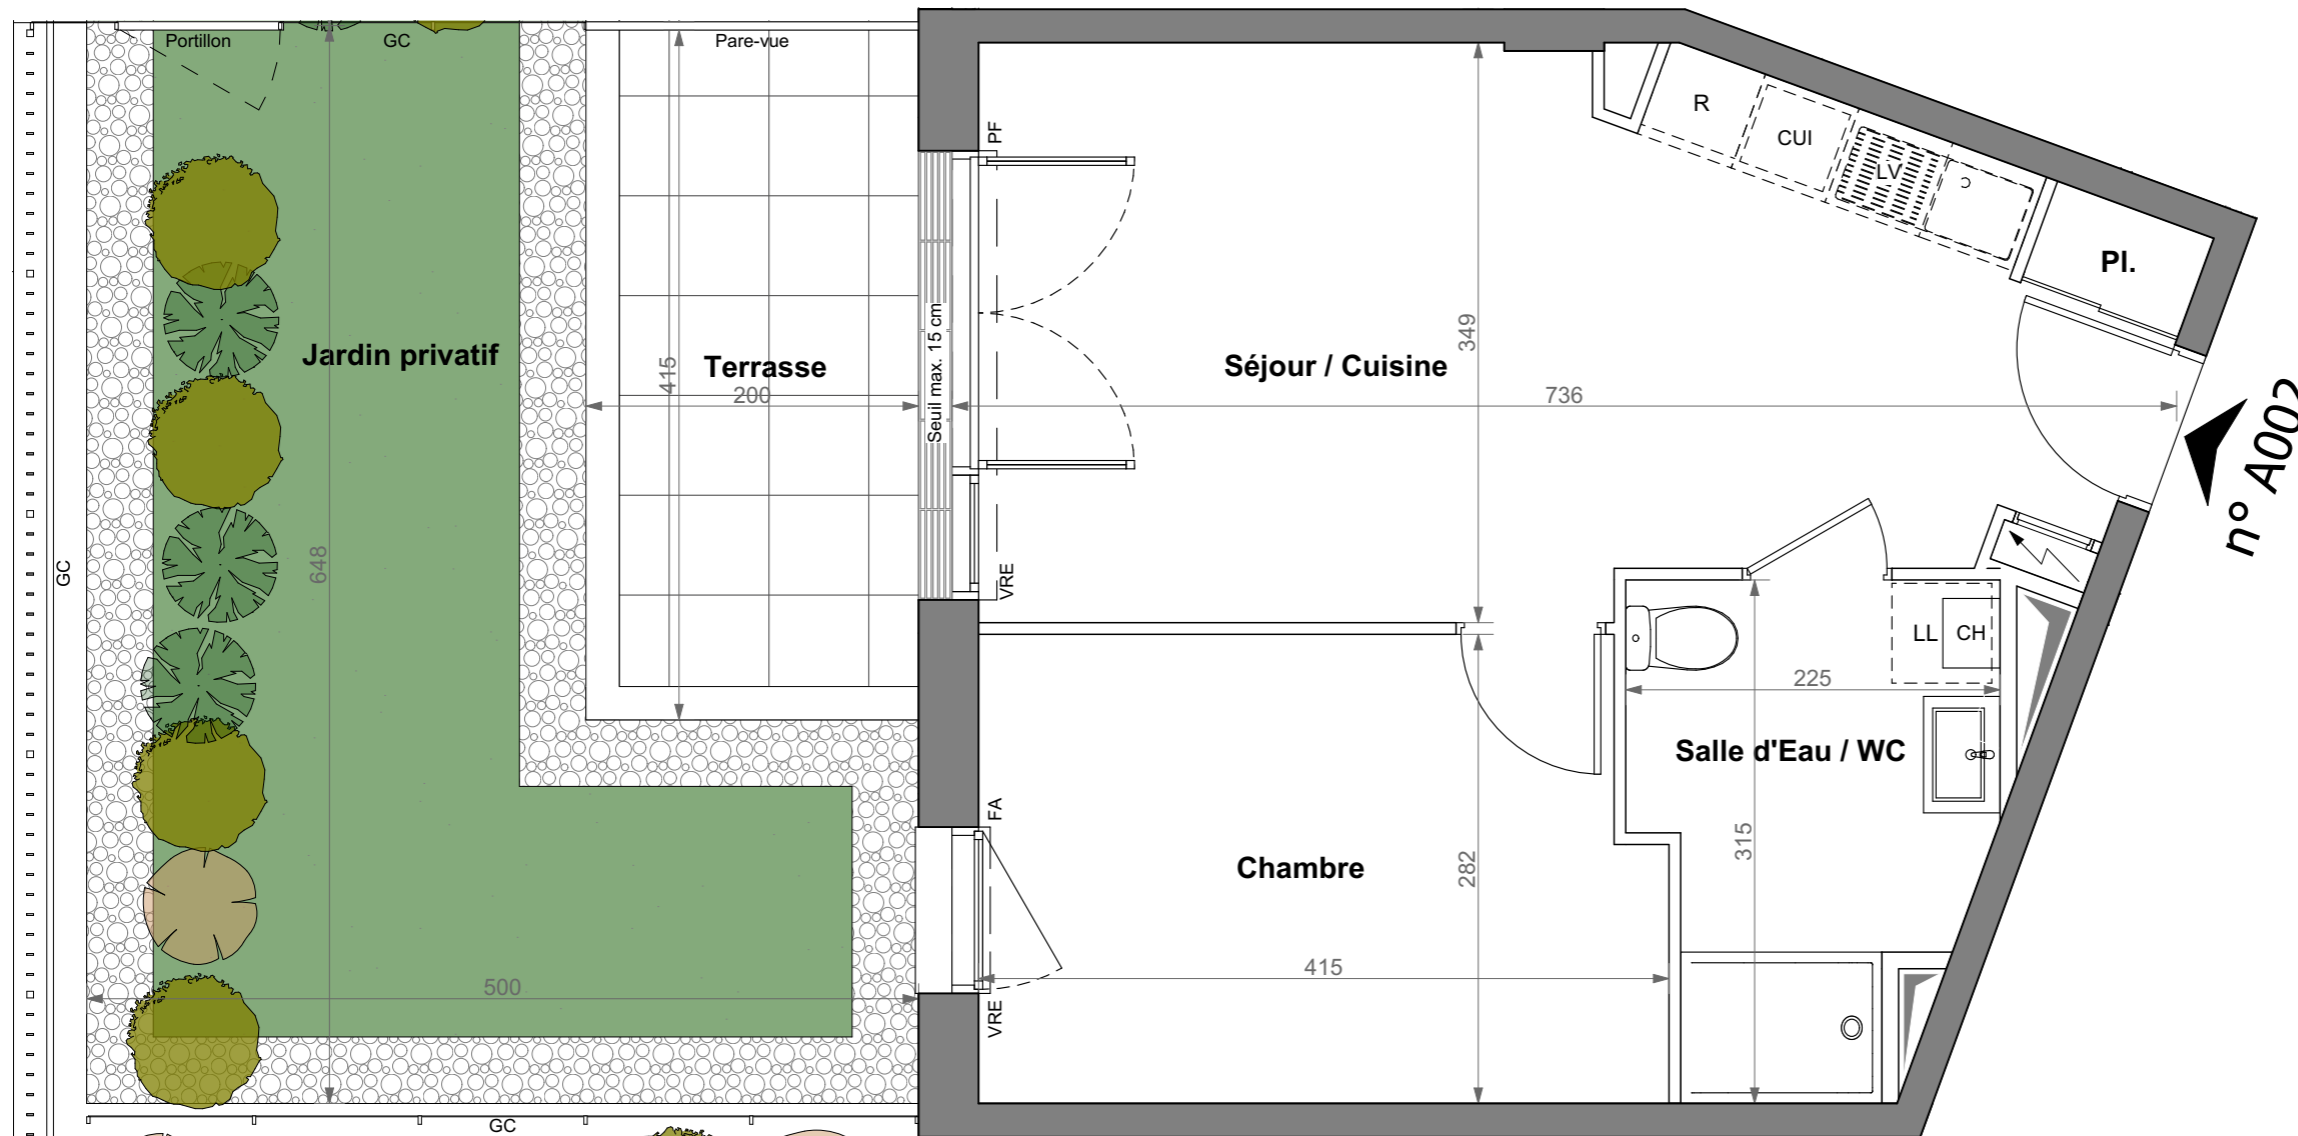 Portillon
GC
Pare-vue
PF
R
CUI
LV
Pl.
Jardin privatif
415
Terrasse
200
Seuil max. 15 cm
349
Séjour / Cuisine
736
n° A002
648
GC
VRE
LL
CH
225
Salle d'Eau / WC
FA
315
Chambre
282
415
500
VRE
GC